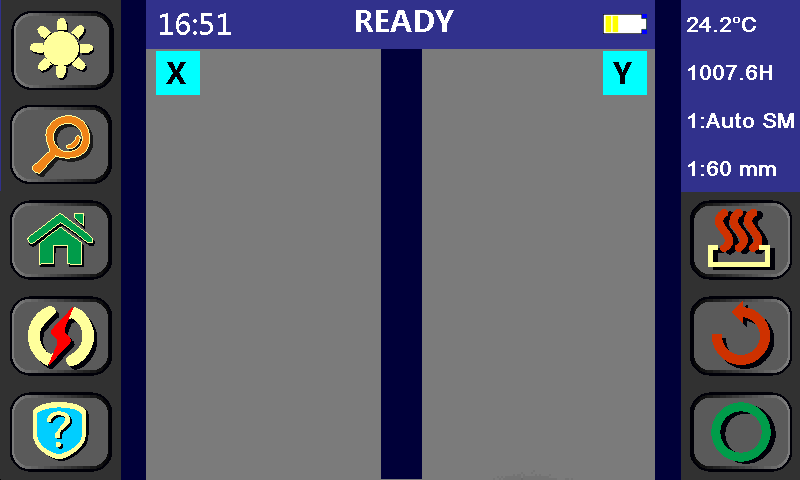 16:51
READY
24.2°C
X
Y
1007.6H
1:Auto SM
1:60 mm
?